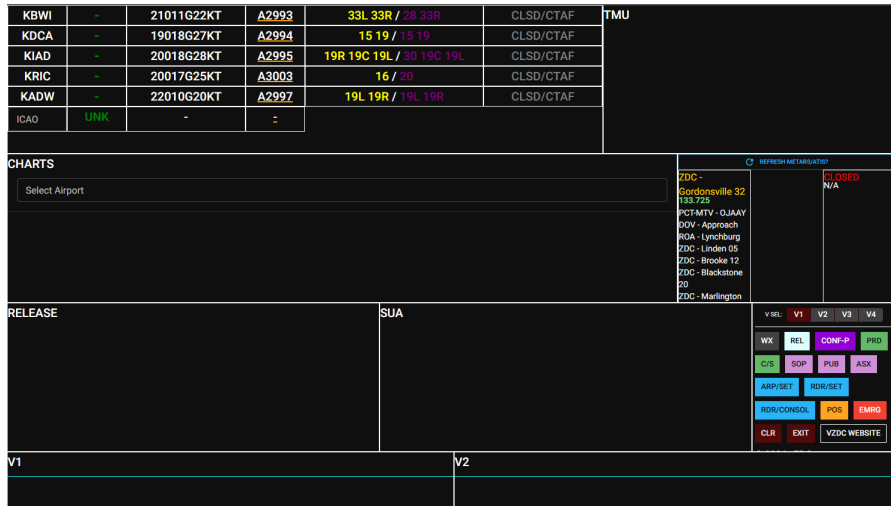 KBWI - 21011G22KT A2993 33L 33R / 28 33R CLSD/CTAF
KDCA - 19018G27KT A2994 15 19 / 15 19 CLSD/CTAF
KIAD - 20018G28KT A2995 19R 19C 19L / 30 19C 19L CLSD/CTAF
KRIC - 20017G25KT A3003 16 / 20 CLSD/CTAF
KADW - 22010G20KT A2997 19L 19R / 19L 19R CLSD/CTAF
ICAO UNK - -
TMU
CHARTS
Select Airport
REFRESH METARS/ATIS?
ZDC -
Gordonsville 32
133.725
PCT-MTV - OJAAY
DOV - Approach
ROA - Lynchburg
ZDC - Linden 05
ZDC - Brooke 12
ZDC - Blackstone
20
ZDC - Marlington
CLOSED
N/A
RELEASE
SUA
V SEL: V1 V2 V3 V4
WX REL CONF-P PRD
C/S SOP PUB ASX
ARP/SET RDR/SET
RDR/CONSOL POS EMRG
CLR EXIT VZDC WEBSITE
V1
V2